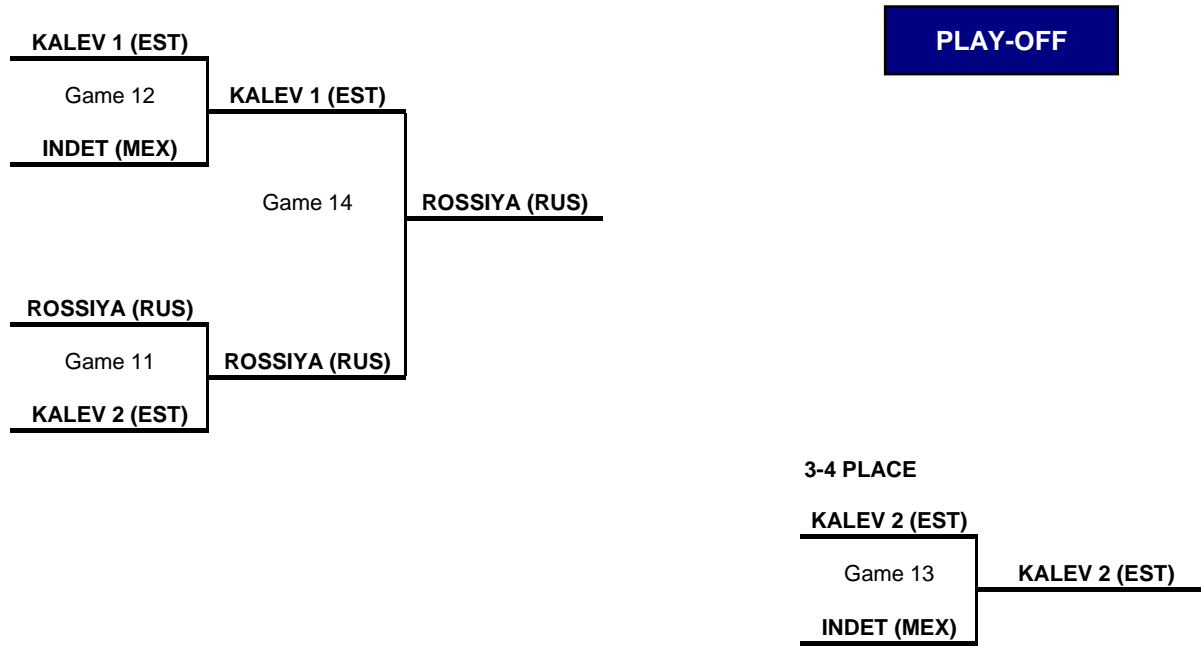 PLAY-OFF
KALEV 1 (EST)
Game 12
KALEV 1 (EST)
INDET (MEX)
Game 14
ROSSIYA (RUS)
ROSSIYA (RUS)
Game 11
ROSSIYA (RUS)
KALEV 2 (EST)
3-4 PLACE
KALEV 2 (EST)
Game 13
KALEV 2 (EST)
INDET (MEX)